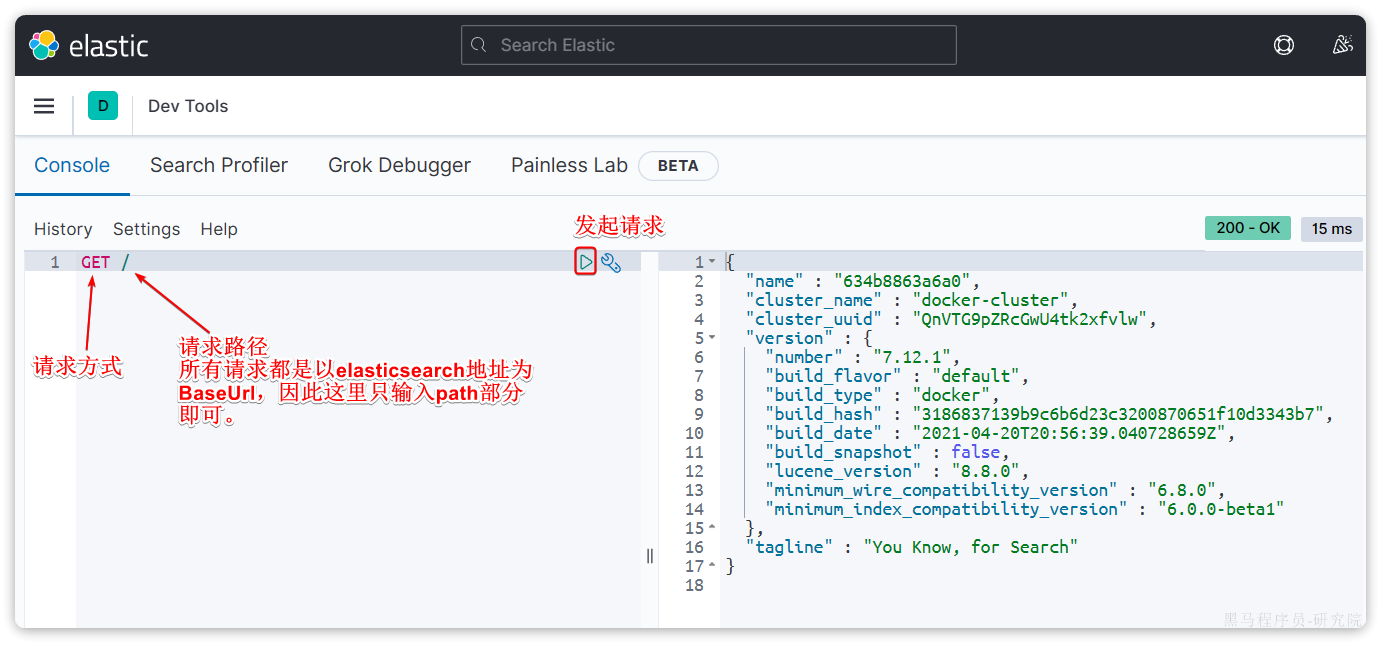 elastic
Search Elastic
D
Dev Tools
Console
Search Profiler
Grok Debugger
Painless Lab
BETA
History
Settings
Help
发起请求
200 - OK
15 ms
1
GET /
请求方式
请求路径
所有请求都是以elasticsearch地址为
BaseUrl，因此这里只输入path部分
即可。
1 {
2 "name" : "634b8863a6a0",
3 "cluster_name" : "docker-cluster",
4 "cluster_uuid" : "QnVTG9pZRcGwU4tk2xfvlw",
5 "version" : {
6 "number" : "7.12.1",
7 "build_flavor" : "default",
8 "build_type" : "docker",
9 "build_hash" : "3186837139b9c6b6d23c3200870651f10d3343b7",
10 "build_date" : "2021-04-20T20:56:39.040728659Z",
11 "build_snapshot" : false,
12 "lucene_version" : "8.8.0",
13 "minimum_wire_compatibility_version" : "6.8.0",
14 "minimum_index_compatibility_version" : "6.0.0-beta1"
15 },
16 "tagline" : "You Know, for Search"
17 }
18
黑马程序员-研究院